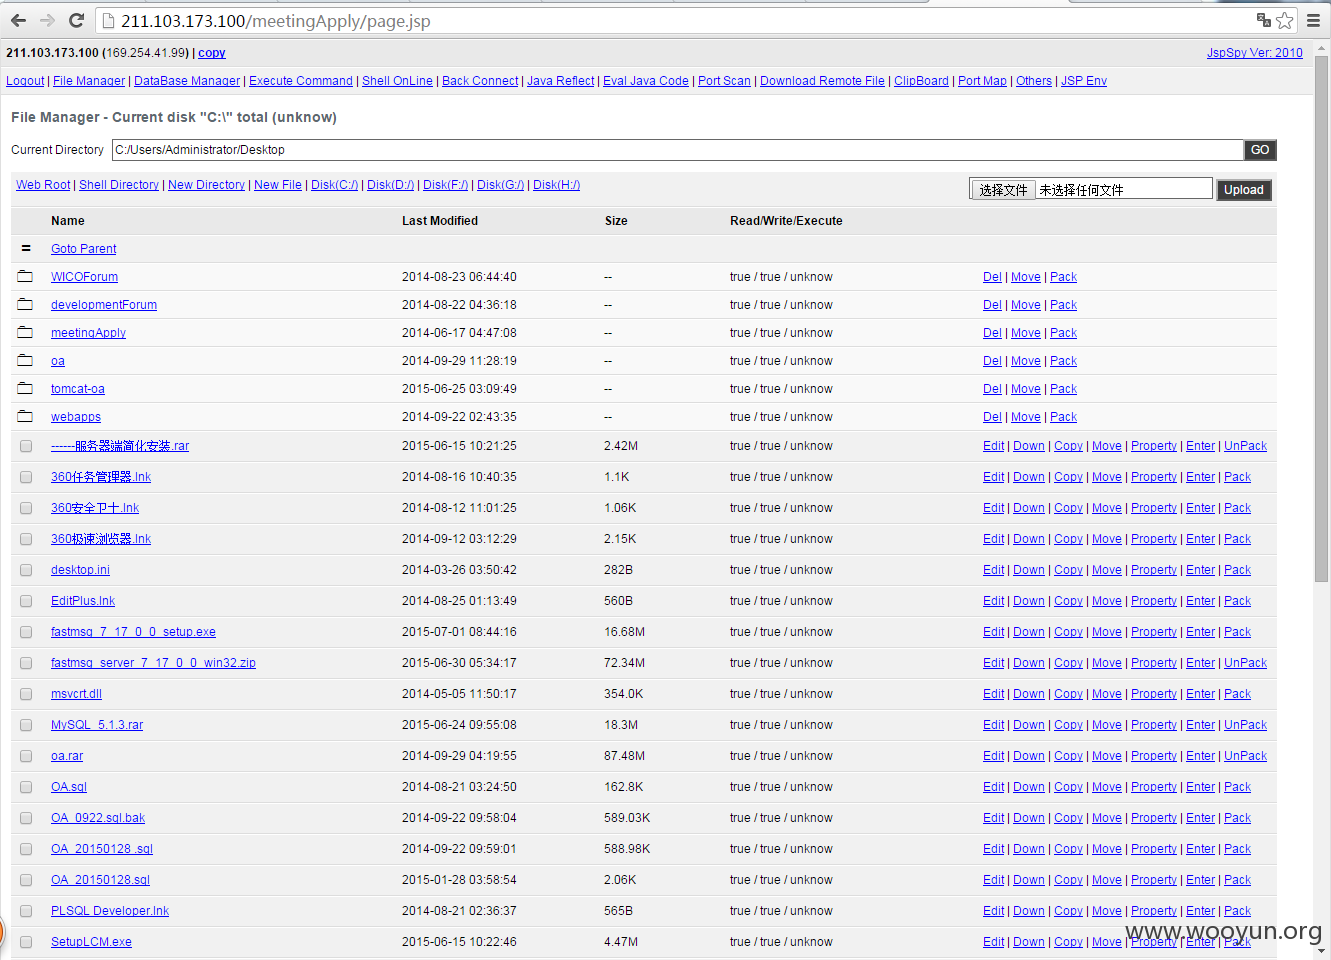 211.103.173.100/meetingApply/page.jsp
211.103.173.100 (169.254.41.99) | copy JspSpy Ver: 2010
Logout | File Manager | DataBase Manager | Execute Command | Shell OnLine | Back Connect | Java Reflect | Eval Java Code | Port Scan | Download Remote File | ClipBoard | Port Map | Others | JSP Env
File Manager - Current disk "C:\" total (unknow)
Current Directory C:/Users/Administrator/Desktop GO
Web Root | Shell Directory | New Directory | New File | Disk(C:/) | Disk(D:/) | Disk(F:/) | Disk(G:/) | Disk(H:/) 选择文件 未选择任何文件 Upload
Name Last Modified Size Read/Write/Execute
= Goto Parent
WICOForum 2014-08-23 06:44:40 -- true / true / unknow Del | Move | Pack
developmentForum 2014-08-22 04:36:18 -- true / true / unknow Del | Move | Pack
meetingApply 2014-06-17 04:47:08 -- true / true / unknow Del | Move | Pack
oa 2014-09-29 11:28:19 -- true / true / unknow Del | Move | Pack
tomcat-oa 2015-06-25 03:09:49 -- true / true / unknow Del | Move | Pack
webapps 2014-09-22 02:43:35 -- true / true / unknow Del | Move | Pack
------服务器端简化安装.rar 2015-06-15 10:21:25 2.42M true / true / unknow Edit | Down | Copy | Move | Property | Enter | UnPack
360任务管理器.lnk 2014-08-16 10:40:35 1.1K true / true / unknow Edit | Down | Copy | Move | Property | Enter | Pack
360安全卫士.lnk 2014-08-12 11:01:25 1.06K true / true / unknow Edit | Down | Copy | Move | Property | Enter | Pack
360极速浏览器.lnk 2014-09-12 03:12:29 2.15K true / true / unknow Edit | Down | Copy | Move | Property | Enter | Pack
desktop.ini 2014-03-26 03:50:42 282B true / true / unknow Edit | Down | Copy | Move | Property | Enter | Pack
EditPlus.lnk 2014-08-25 01:13:49 560B true / true / unknow Edit | Down | Copy | Move | Property | Enter | Pack
fastmsg_7_17_0_0_setup.exe 2015-07-01 08:44:16 16.68M true / true / unknow Edit | Down | Copy | Move | Property | Enter | Pack
fastmsg_server_7_17_0_0_win32.zip 2015-06-30 05:34:17 72.34M true / true / unknow Edit | Down | Copy | Move | Property | Enter | UnPack
msvcrt.dll 2014-05-05 11:50:17 354.0K true / true / unknow Edit | Down | Copy | Move | Property | Enter | Pack
MySQL_5.1.3.rar 2015-06-24 09:55:08 18.3M true / true / unknow Edit | Down | Copy | Move | Property | Enter | UnPack
oa.rar 2014-09-29 04:19:55 87.48M true / true / unknow Edit | Down | Copy | Move | Property | Enter | UnPack
OA.sql 2014-08-21 03:24:50 162.8K true / true / unknow Edit | Down | Copy | Move | Property | Enter | Pack
OA_0922.sql.bak 2014-09-22 09:58:04 589.03K true / true / unknow Edit | Down | Copy | Move | Property | Enter | Pack
OA_20150128 .sql 2014-09-22 09:59:01 588.98K true / true / unknow Edit | Down | Copy | Move | Property | Enter | Pack
OA_20150128.sql 2015-01-28 03:58:54 2.06K true / true / unknow Edit | Down | Copy | Move | Property | Enter | Pack
PLSQL Developer.lnk 2014-08-21 02:36:37 565B true / true / unknow Edit | Down | Copy | Move | Property | Enter | Pack
SetupLCM.exe 2015-06-15 10:22:46 4.47M true / true / unknow Edit | Down | Copy | Move | Property | Enter | Pack
www.wooyun.org